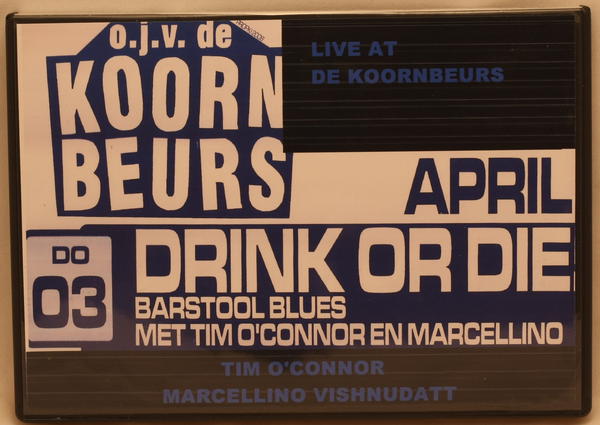 o.j.v. de
KOORN
BEURS
LIVE AT
DE KOORNBEURS
APRIL
DO
03
DRINK OR DIE
BARSTOOL BLUES
MET TIM O'CONNOR EN MARCELLINO
TIM O'CONNOR
MARCELLINO VISHNUDATT